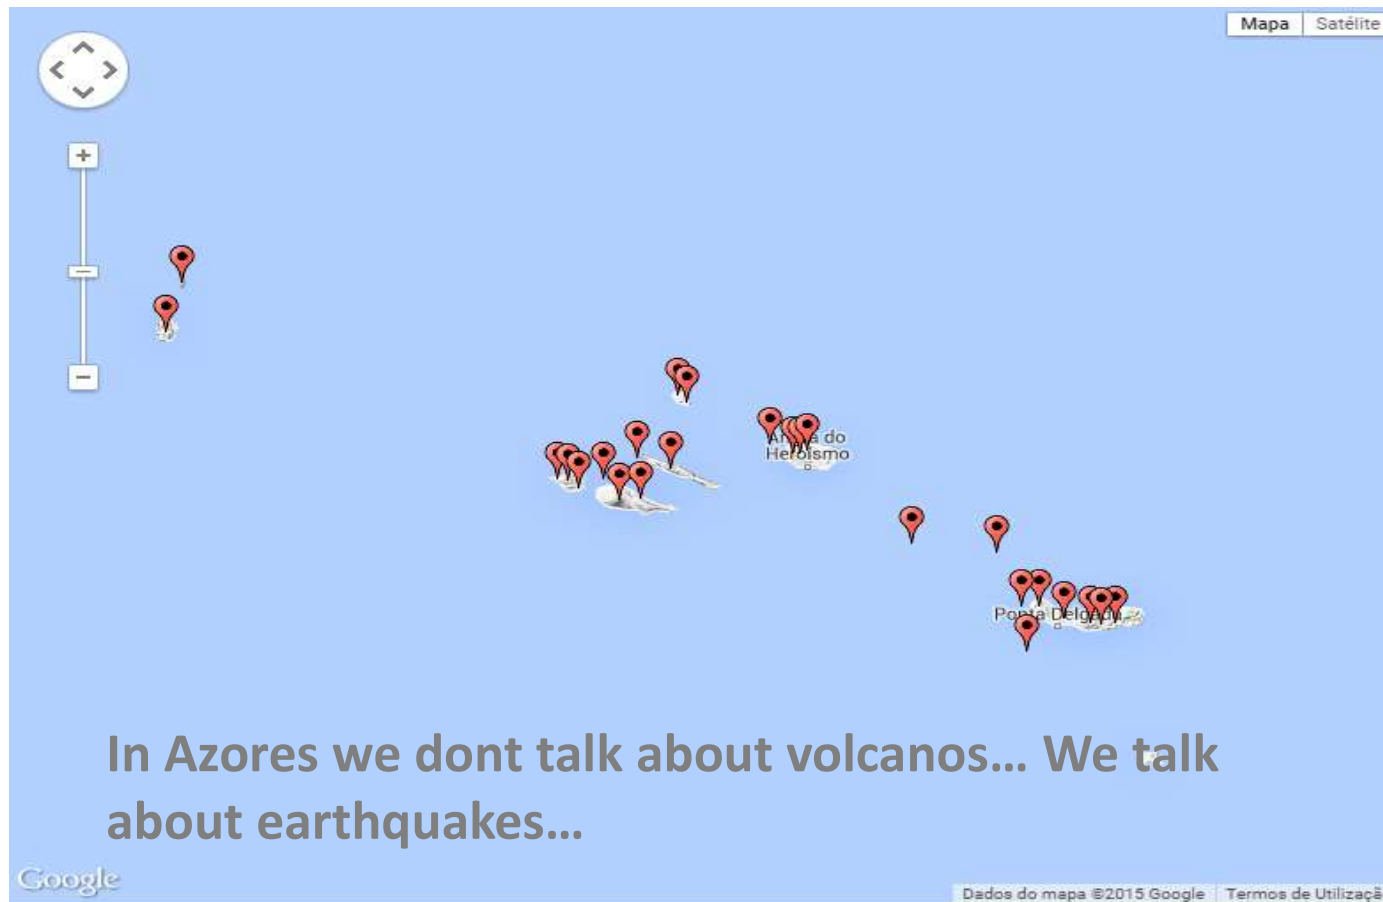 Mapa Satélite
Angra do
Heroísmo
Ponta Delgada
In Azores we dont talk about volcanos... We talk
about earthquakes...
Google
Dados do mapa ©2015 Google Termos de Utilizaçã